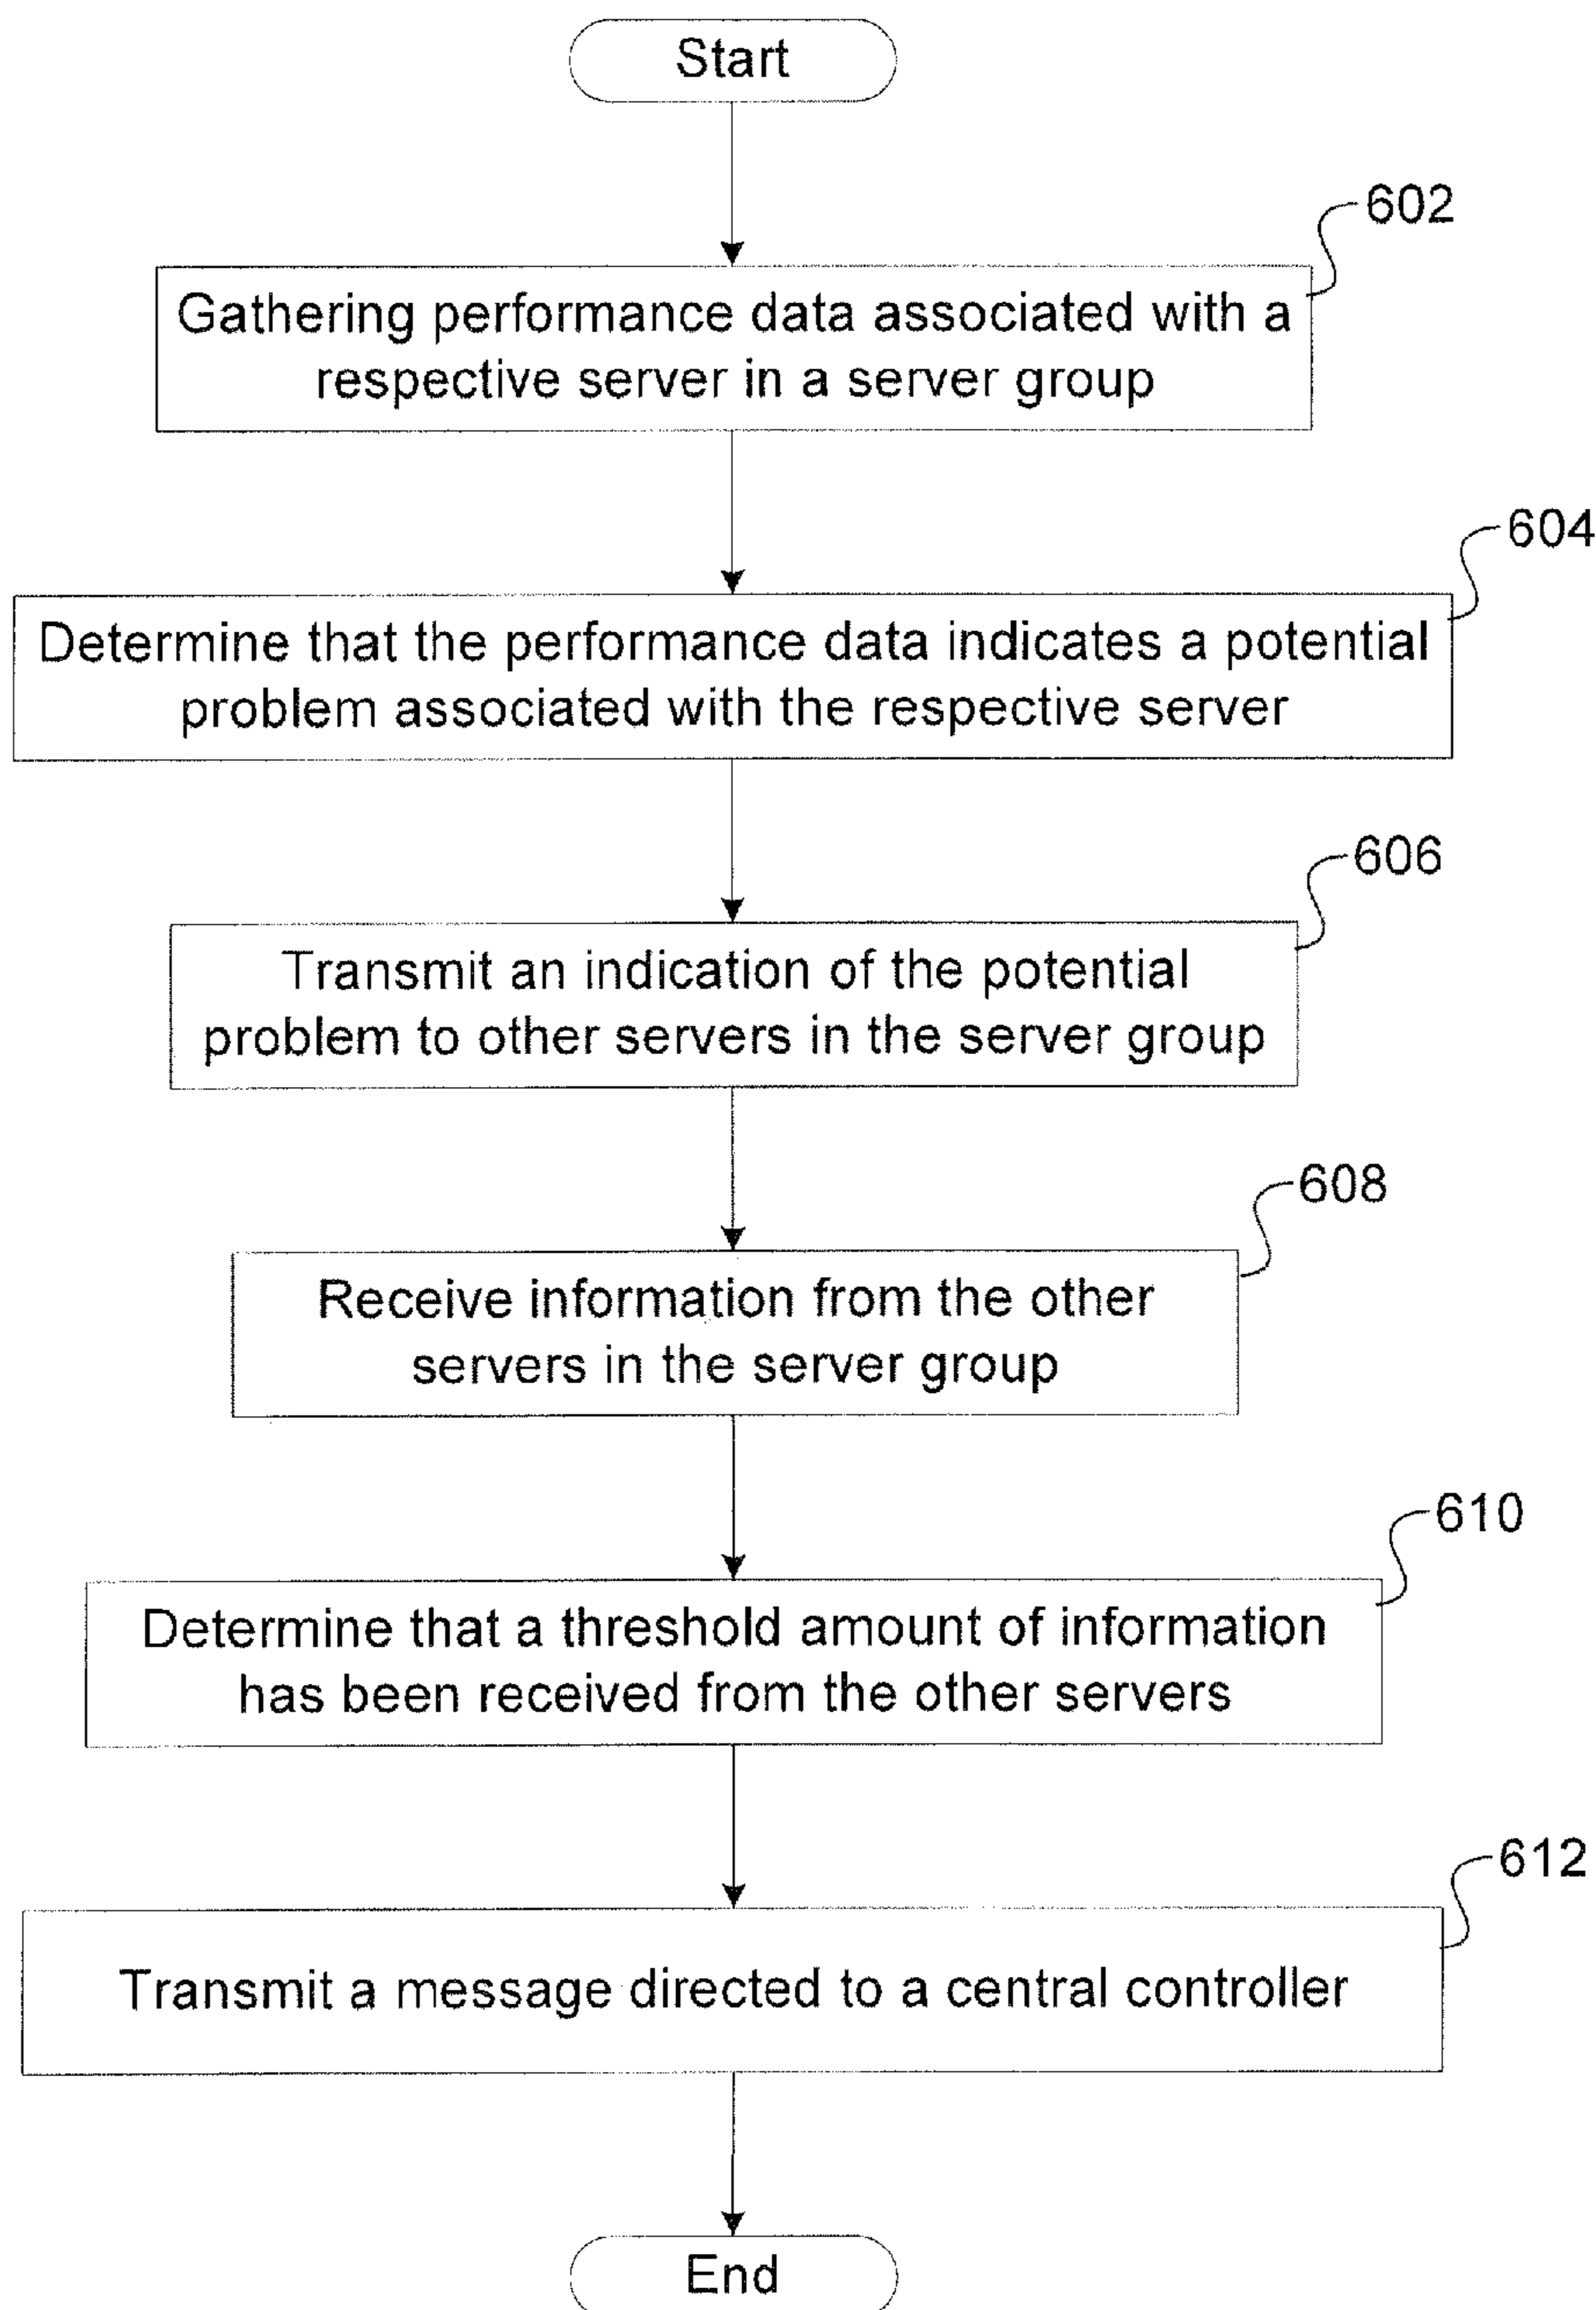 Start
602
Gathering performance data associated with a
respective server in a server group
604
Determine that the performance data indicates a potential
problem associated with the respective server
606
Transmit an indication of the potential
problem to other servers in the server group
608
Receive information from the other
servers in the server group
610
Determine that a threshold amount of information
has been received from the other servers
612
Transmit a message directed to a central controller
End